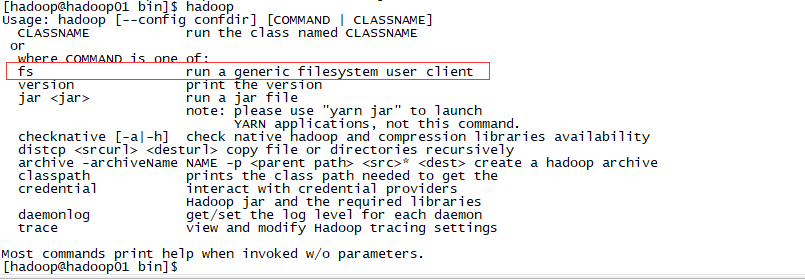 [hadoop@hadoop01 bin]$ hadoop
Usage: hadoop [--config confdir] [COMMAND | CLASSNAME]
  CLASSNAME            run the class named CLASSNAME
 or
  where COMMAND is one of:
  fs                   run a generic filesystem user client
  version              print the version
  jar <jar>            run a jar file
                       note: please use "yarn jar" to launch
                             YARN applications, not this command.
  checknative [-a|-h]  check native hadoop and compression libraries availability
  distcp <srcurl> <desturl> copy file or directories recursively
  archive -archiveName NAME -p <parent path> <src>* <dest> create a hadoop archive
  classpath            prints the class path needed to get the
  credential           interact with credential providers
                       Hadoop jar and the required libraries
  daemonlog            get/set the log level for each daemon
  trace                view and modify Hadoop tracing settings

Most commands print help when invoked w/o parameters.
[hadoop@hadoop01 bin]$